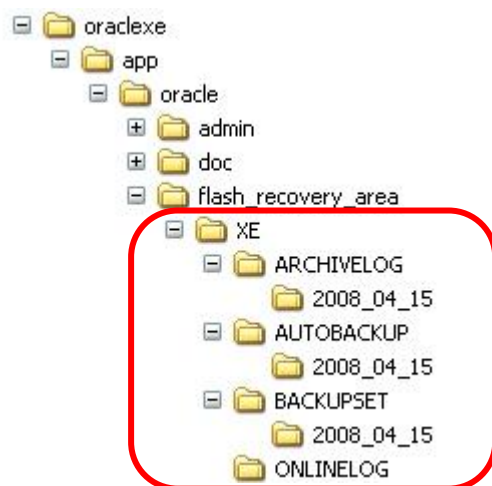 oraclexe
app
oracle
admin
doc
flash_recovery_area
XE
ARCHIVELOG
2008_04_15
AUTOBACKUP
2008_04_15
BACKUPSET
2008_04_15
ONLINELOG